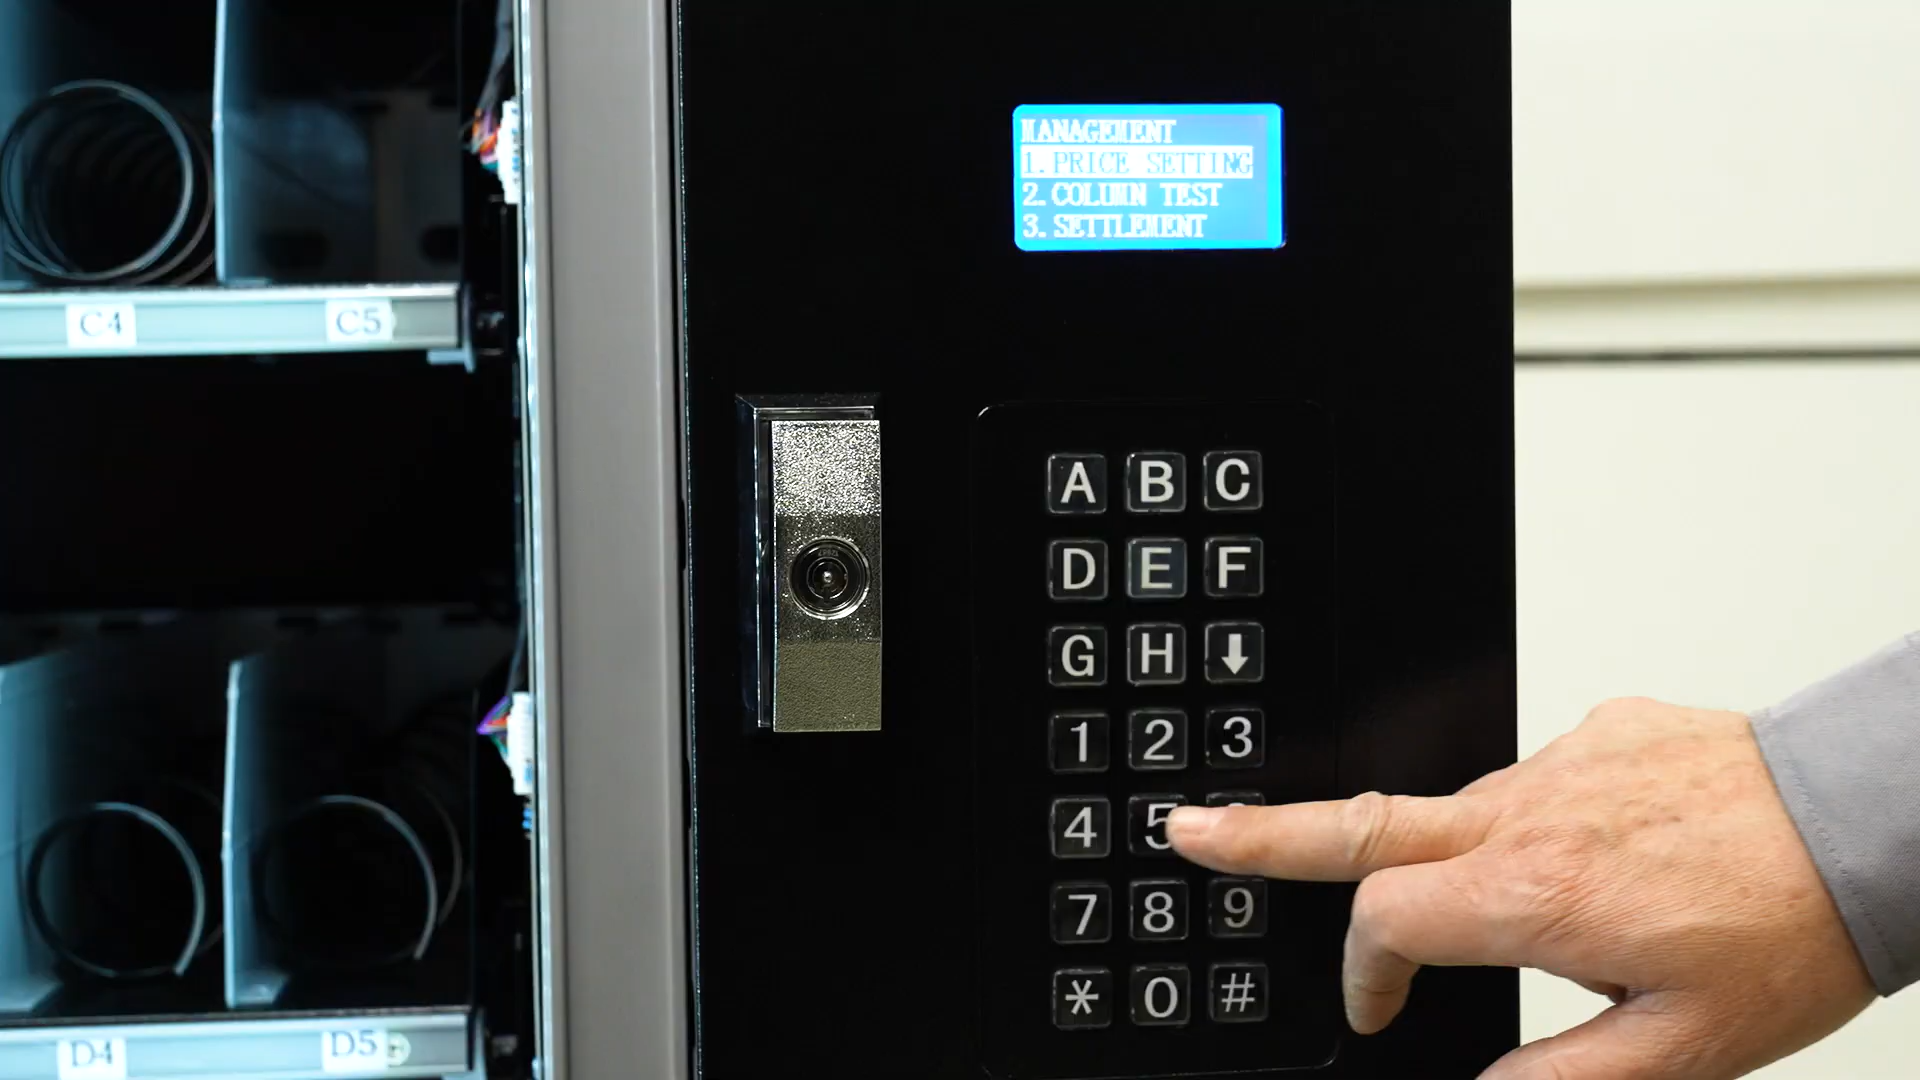 MANAGEMENT
1. PRICE SETTING
2. COLUMN TEST
3. SETTLEMENT
C4 C5
A B C
D E F
G H ⬇
1 2 3
4 5
7 8 9
* 0 #
D4 D5